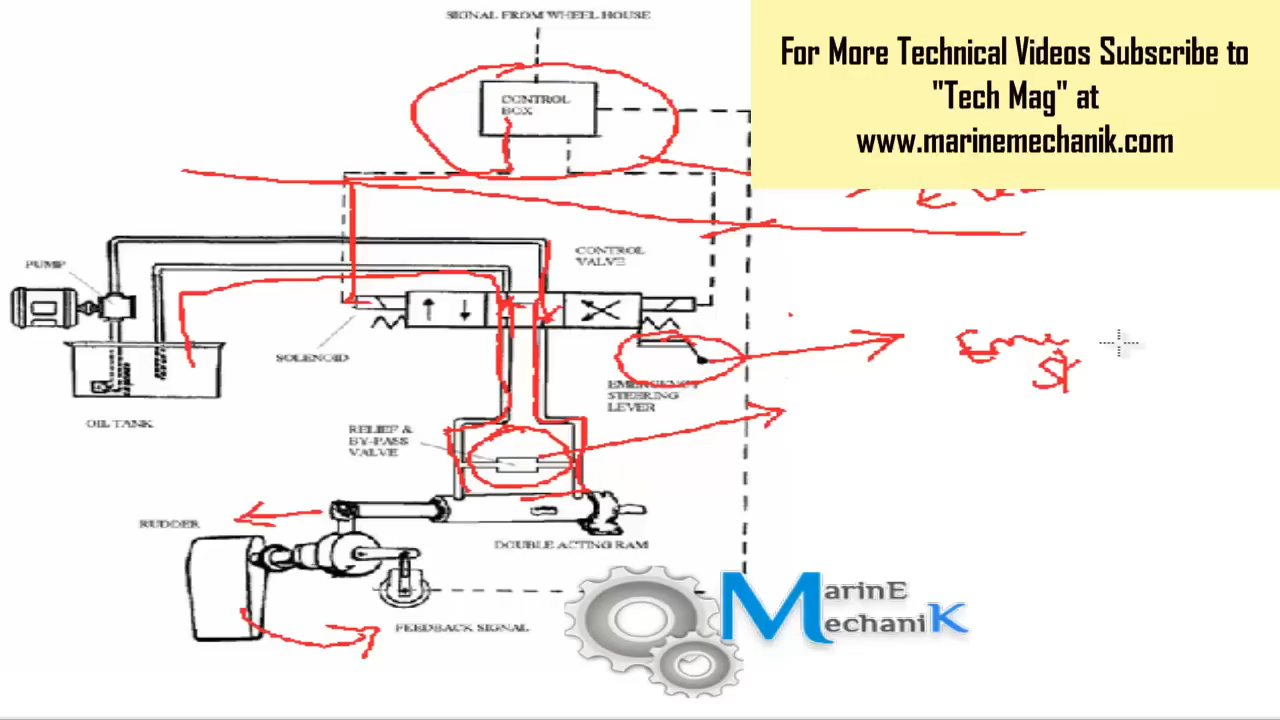 SIGNAL FROM WHEEL HOUSE
For More Technical Videos Subscribe to
"Tech Mag" at
www.marinemechanik.com
CONTROL
BOX
CONTROL
VALVE
PUMP
SOLENOID
EMERGENCY
STEERING
LEVER
OIL TANK
RELIEF &
BY-PASS
VALVE
RUDDER
DOUBLE ACTING RAM
FEEDBACK SIGNAL
MarinE
MechaniK